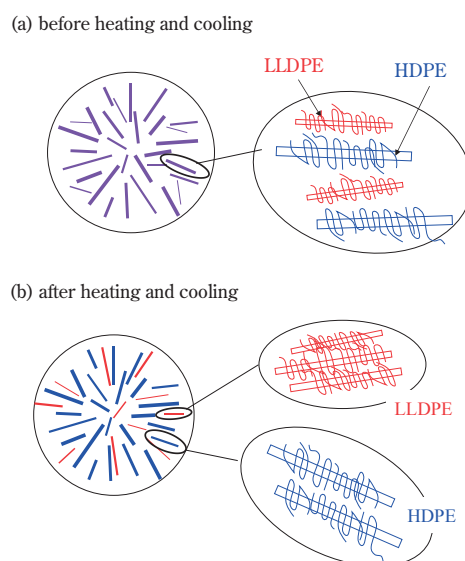 (a) before heating and cooling
LLDPE
HDPE
(b) after heating and cooling
LLDPE
HDPE